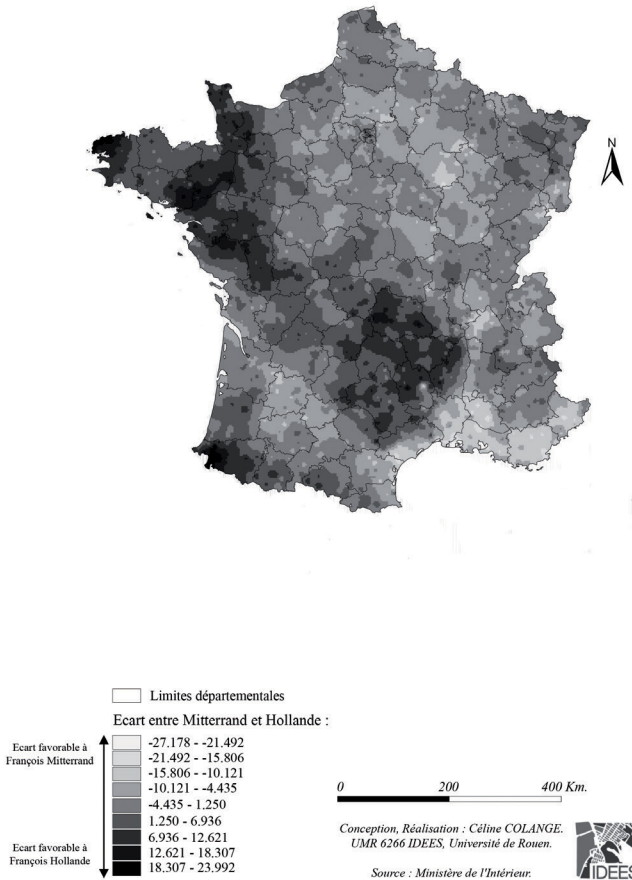 N
Limites départementales
Ecart entre Mitterrand et Hollande :
Ecart favorable à
François Mitterrand
-27.178 - -21.492
-21.492 - -15.806
-15.806 - -10.121
-10.121 - -4.435
-4.435 - 1.250
1.250 - 6.936
6.936 - 12.621
12.621 - 18.307
18.307 - 23.992
Ecart favorable à
François Hollande
0 200 400 Km.
Conception, Réalisation : Céline COLANGE.
UMR 6266 IDEES, Université de Rouen.
Source : Ministère de l'Intérieur.
IDEES